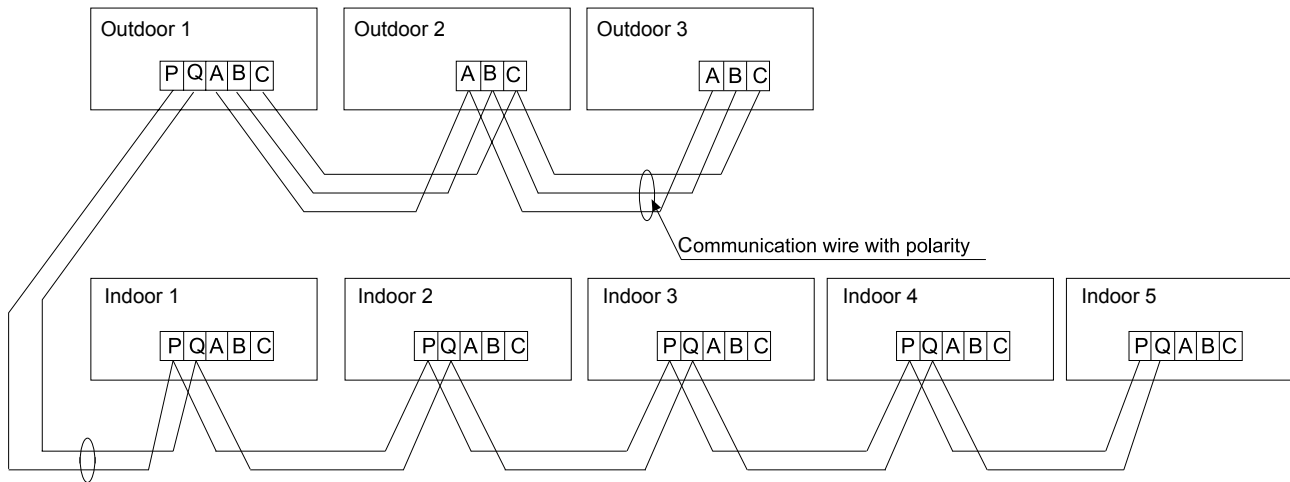 Outdoor 1
P Q A B C
Outdoor 2
A B C
Outdoor 3
A B C
Communication wire with polarity
Indoor 1
P Q A B C
Indoor 2
P Q A B C
Indoor 3
P Q A B C
Indoor 4
P Q A B C
Indoor 5
P Q A B C